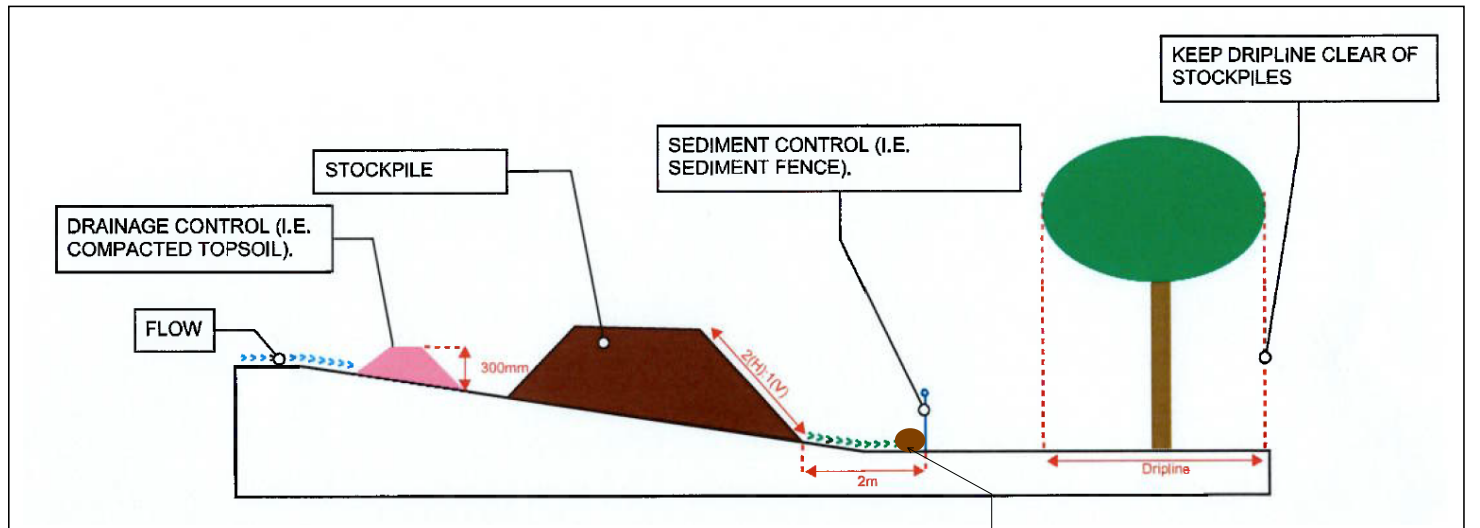 KEEP DRIPLINE CLEAR OF
STOCKPILES
SEDIMENT CONTROL (I.E.
SEDIMENT FENCE).
STOCKPILE
DRAINAGE CONTROL (I.E.
COMPACTED TOPSOIL).
FLOW
300mm
2(H):1(V)
2m
Dripline